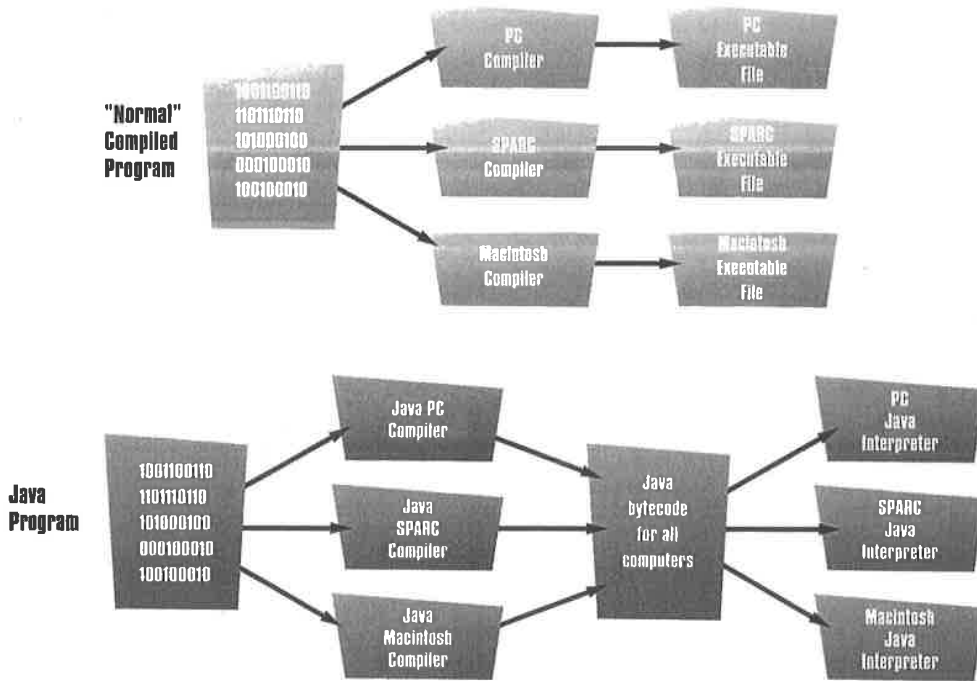 PC
Compiler
PC
Executable
File
"Normal"
Compiled
Program
1001100110
1101110110
101000100
000100010
100100010
SPARC
Compiler
SPARC
Executable
File
Macintosh
Compiler
Macintosh
Executable
File
Java
Program
1001100110
1101110110
101000100
000100010
100100010
Java PC
Compiler
Java
SPARC
Compiler
Java
Macintosh
Compiler
Java
bytecode
for all
computers
PC
Java
Interpreter
SPARC
Java
Interpreter
Macintosh
Java
Interpreter